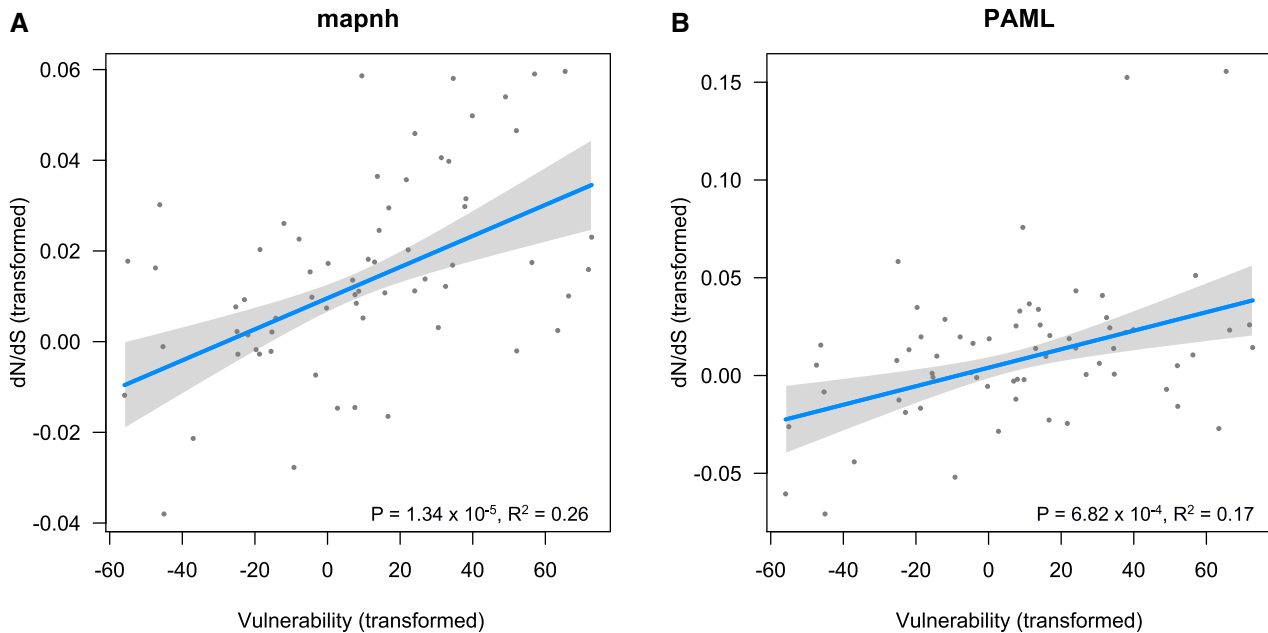 A
mapnh
dN/dS (transformed)
0.06
0.04
0.02
0.00
-0.02
-0.04
P = 1.34 x 10⁻⁵, R² = 0.26
-60 -40 -20 0 20 40 60
Vulnerability (transformed)
B
PAML
dN/dS (transformed)
0.15
0.10
0.05
0.00
-0.05
P = 6.82 x 10⁻⁴, R² = 0.17
-60 -40 -20 0 20 40 60
Vulnerability (transformed)